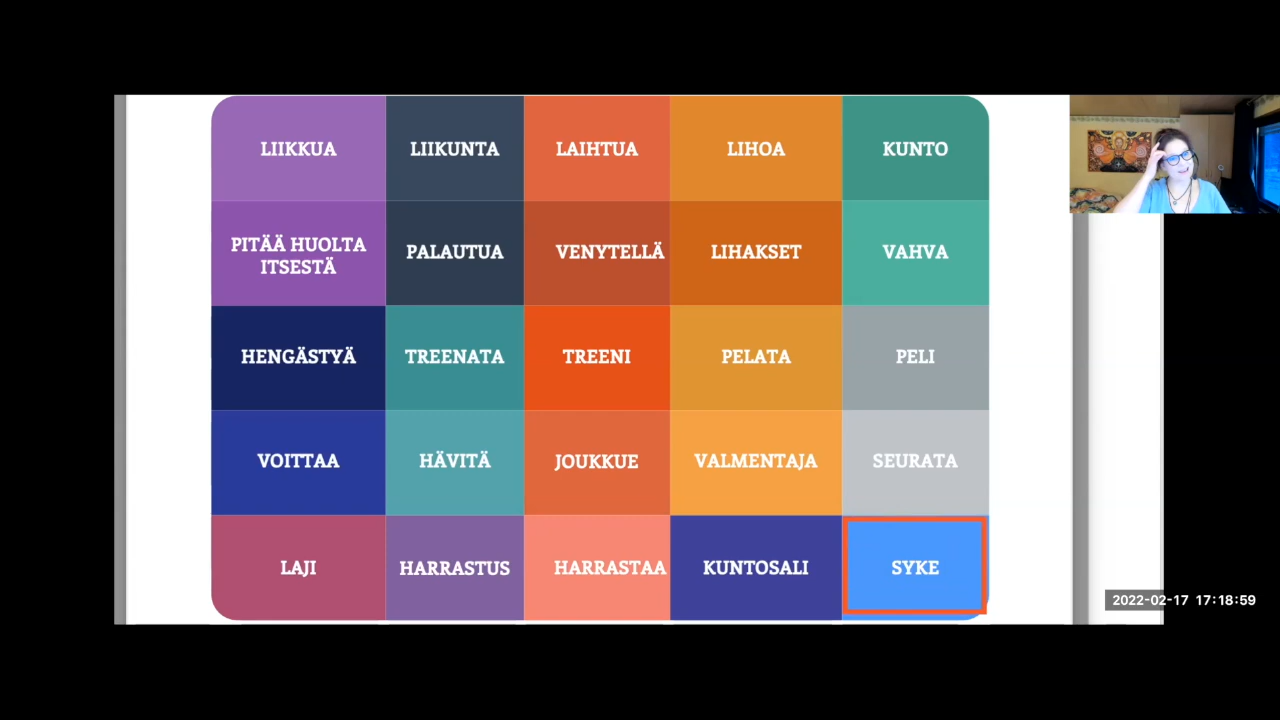 LIIKKUA
LIIKUNTA
LAIHTUA
LIHOA
KUNTO
PITÄÄ HUOLTA
ITSESTÄ
PALAUTUA
VENYTELLÄ
LIHAKSET
VAHVA
HENGÄSTYÄ
TREENATA
TREENI
PELATA
PELI
VOITTAA
HÄVITÄ
JOUKKUE
VALMENTAJA
SEURATA
LAJI
HARRASTUS
HARRASTAA
KUNTOSALI
SYKE
2022-02-17 17:18:59